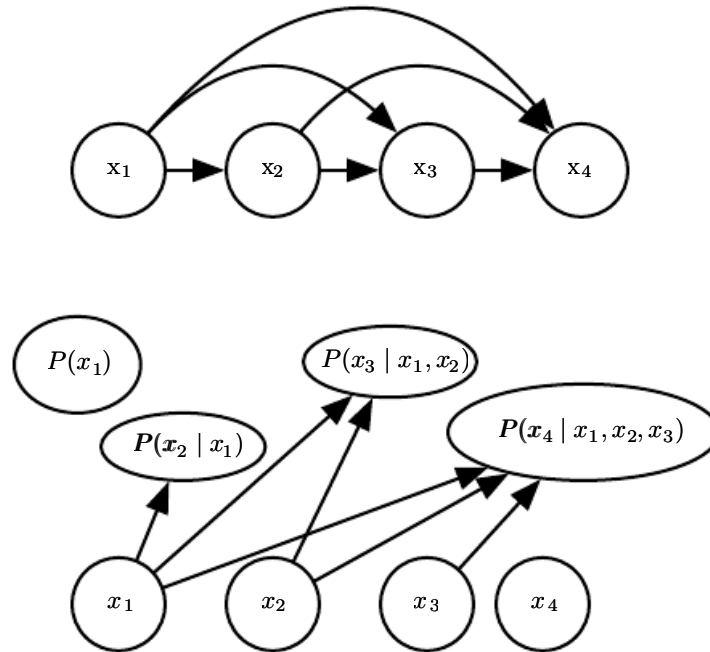 x₁ x₂ x₃ x₄
P(x₁)
P(x₃ | x₁, x₂)
P(x₂ | x₁)
P(x₄ | x₁, x₂, x₃)
x₁ x₂ x₃ x₄